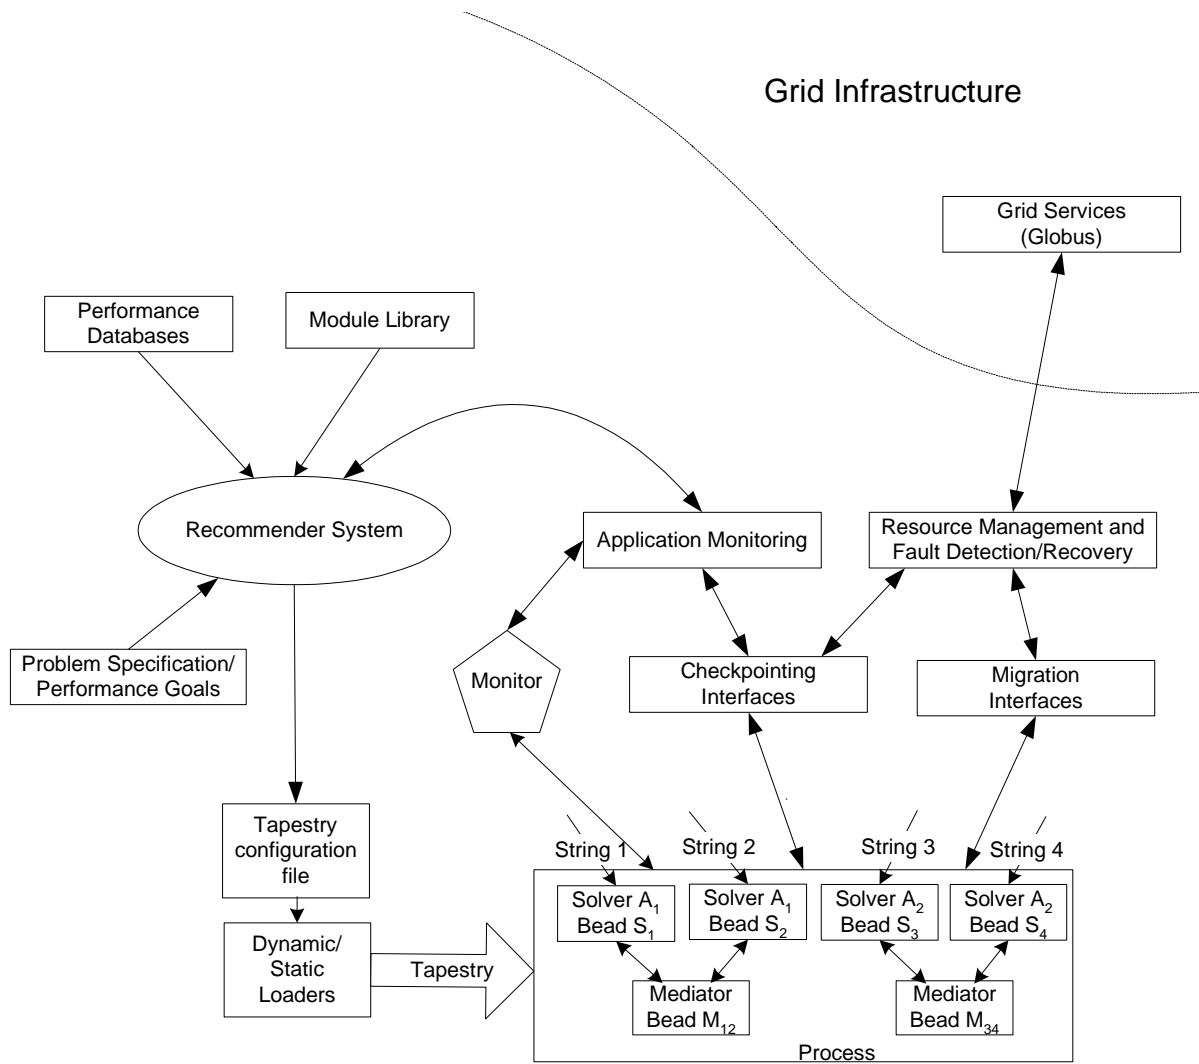 Grid Infrastructure
Grid Services
(Globus)
Performance
Databases
Module Library
Recommender System
Application Monitoring
Resource Management and
Fault Detection/Recovery
Problem Specification/
Performance Goals
Monitor
Checkpointing
Interfaces
Migration
Interfaces
Tapestry
configuration
file
String 1
String 2
String 3
String 4
Solver A1
Bead S1
Solver A1
Bead S2
Solver A2
Bead S3
Solver A2
Bead S4
Dynamic/
Static
Loaders
Tapestry
Mediator
Bead M12
Mediator
Bead M34
Process